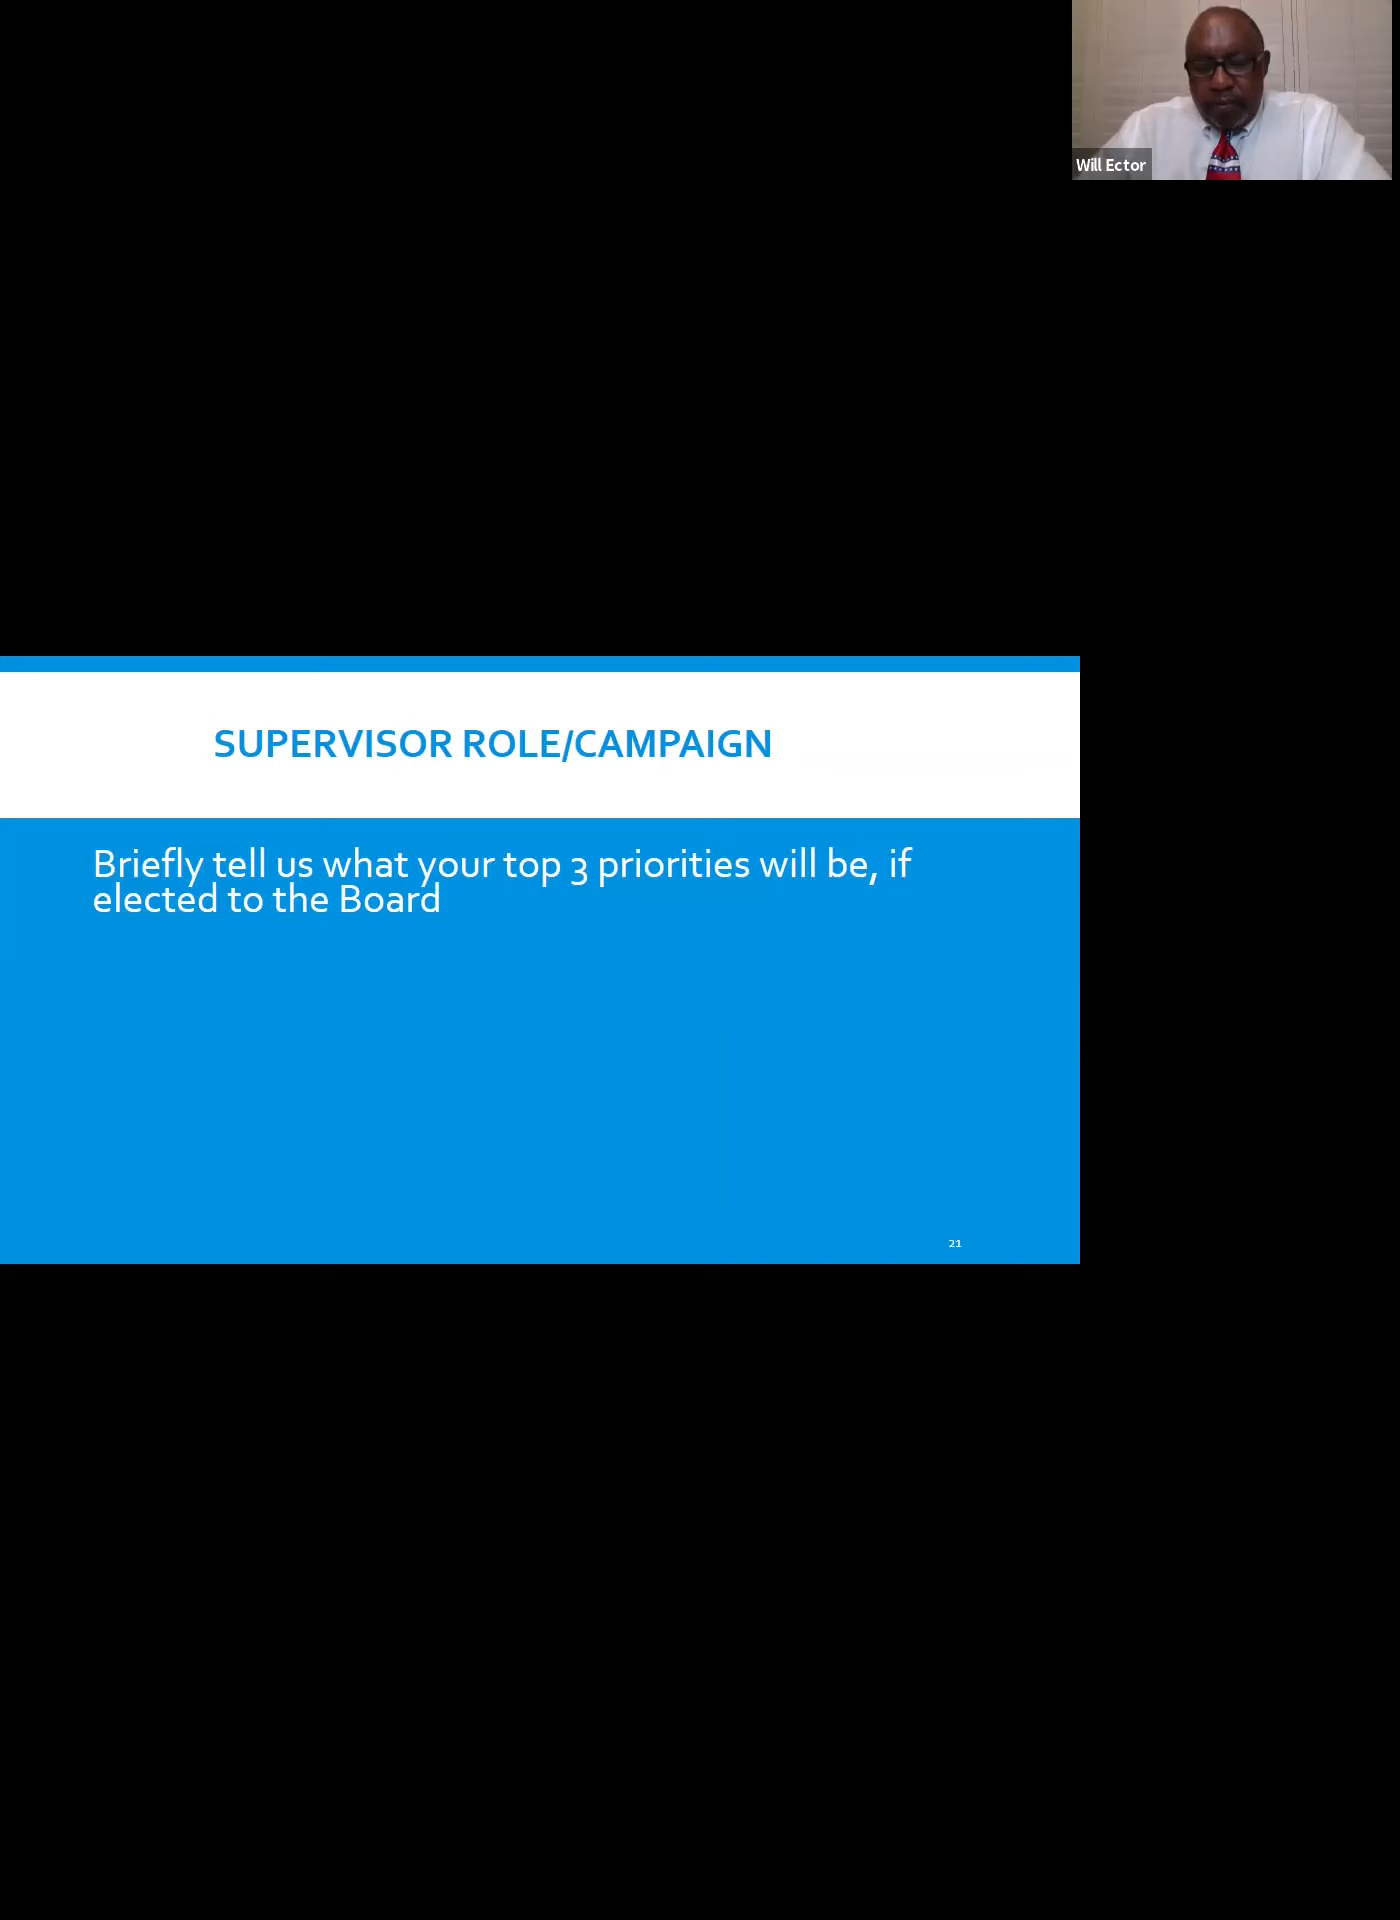 Will Ector
SUPERVISOR ROLE/CAMPAIGN
Briefly tell us what your top 3 priorities will be, if
elected to the Board
21